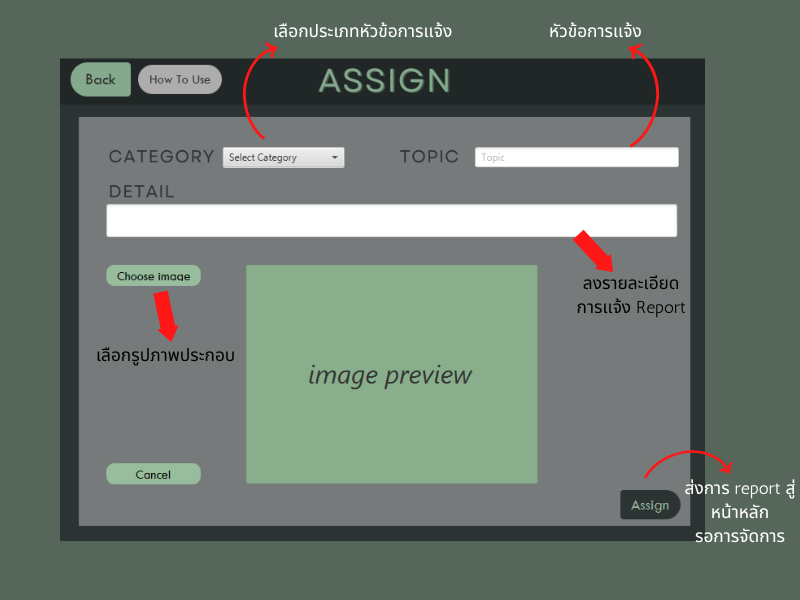 เลือกประเภทหัวข้อการแจ้ง
หัวข้อการแจ้ง
Back
How To Use
ASSIGN
CATEGORY
Select Category
TOPIC
Topic
DETAIL
Choose image
ลงรายละเอียด
การแจ้ง Report
เลือกรูปภาพประกอบ
image preview
Cancel
Assign
ส่งการ report สู่
หน้าหลัก
รอการจัดการ